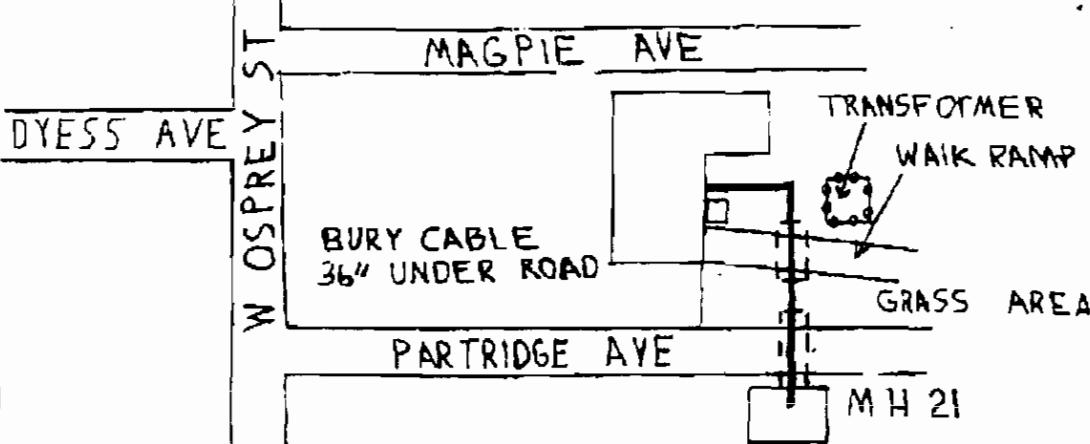 MAGPIE AVE
DYESS AVE
W OSPREY ST
TRANSFORMER
WALK RAMP
BURY CABLE
36" UNDER ROAD
GRASS AREA
PARTRIDGE AVE
MH 21